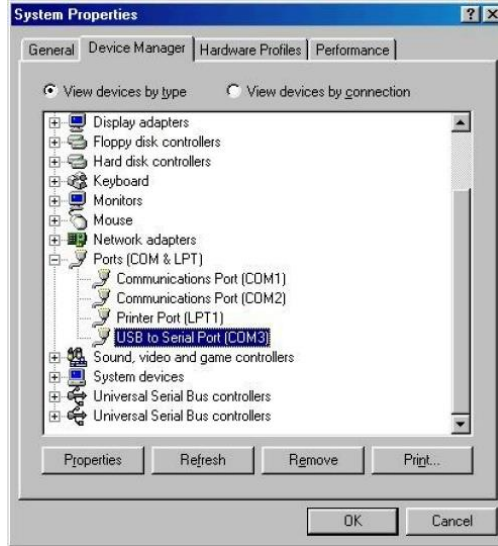 System Properties
General Device Manager Hardware Profiles Performance
View devices by type View devices by connection
Display adapters
Floppy disk controllers
Hard disk controllers
Keyboard
Monitors
Mouse
Network adapters
Ports (COM & LPT)
Communications Port (COM1)
Communications Port (COM2)
Printer Port (LPT1)
USB to Serial Port (COM3)
Sound, video and game controllers
System devices
Universal Serial Bus controllers
Universal Serial Bus controllers
Properties Refresh Remove Print...
OK Cancel